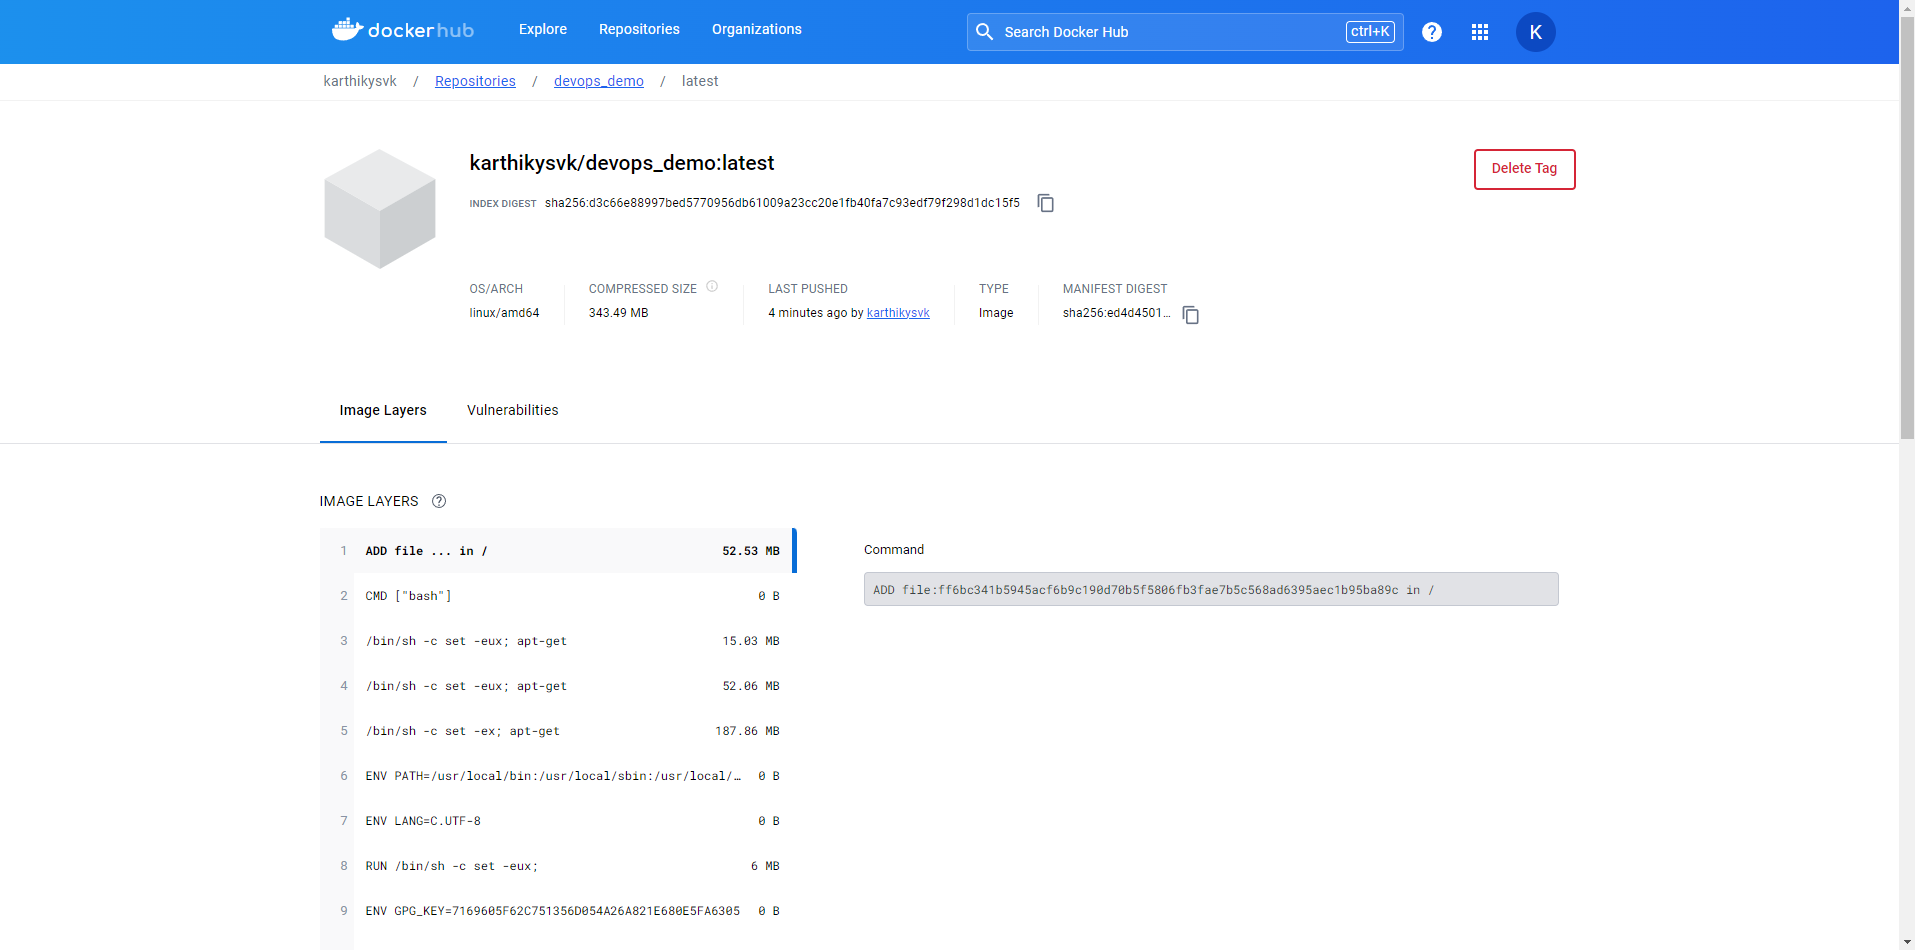 dockerhub Explore Repositories Organizations Search Docker Hub ctrl+K ? K
karthikysvk / Repositories / devops_demo / latest
karthikysvk/devops_demo:latest
Delete Tag
INDEX DIGEST sha256:d3c66e88997bed5770956db61009a23cc20e1fb40fa7c93edf79f298d1dc15f5
OS/ARCH COMPRESSED SIZE LAST PUSHED TYPE MANIFEST DIGEST
linux/amd64 343.49 MB 4 minutes ago by karthikysvk Image sha256:ed4d4501...
Image Layers Vulnerabilities
IMAGE LAYERS ?
Command
1 ADD file ... in / 52.53 MB
ADD file:ff6bc341b5945acf6b9c190d70b5f5806fb3fae7b5c568ad6395aec1b95ba89c in /
2 CMD ["bash"] 0 B
3 /bin/sh -c set -eux; apt-get 15.03 MB
4 /bin/sh -c set -eux; apt-get 52.06 MB
5 /bin/sh -c set -ex; apt-get 187.86 MB
6 ENV PATH=/usr/local/bin:/usr/local/sbin:/usr/local/… 0 B
7 ENV LANG=C.UTF-8 0 B
8 RUN /bin/sh -c set -eux; 6 MB
9 ENV GPG_KEY=7169605F62C751356D054A26A821E680E5FA6305 0 B